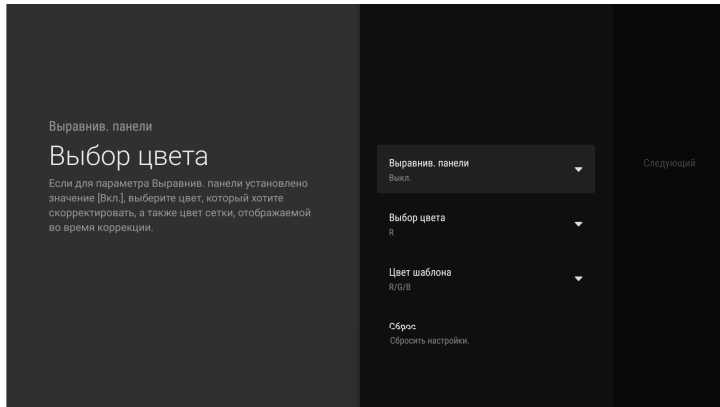 Выравнив. панели
Выбор цвета
Если для параметра Выравнив. панели установлено
значение [Вкл.], выберите цвет, который хотите
скорректировать, а также цвет сетки, отображаемой
во время коррекции.
Выравнив. панели
Выкл.
Выбор цвета
R
Цвет шаблона
R/G/B
Сброс
Сбросить настройки.
Следующий